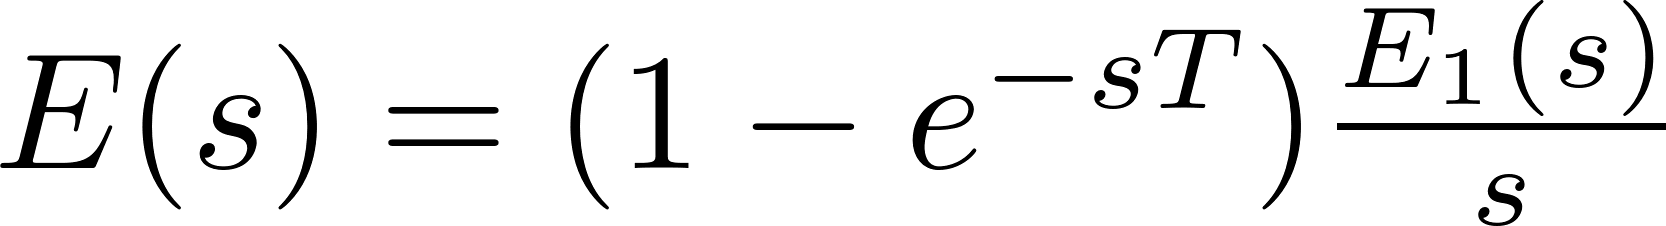 E(s) = (1 − e^{−sT}) \frac{E_1(s)}{s}